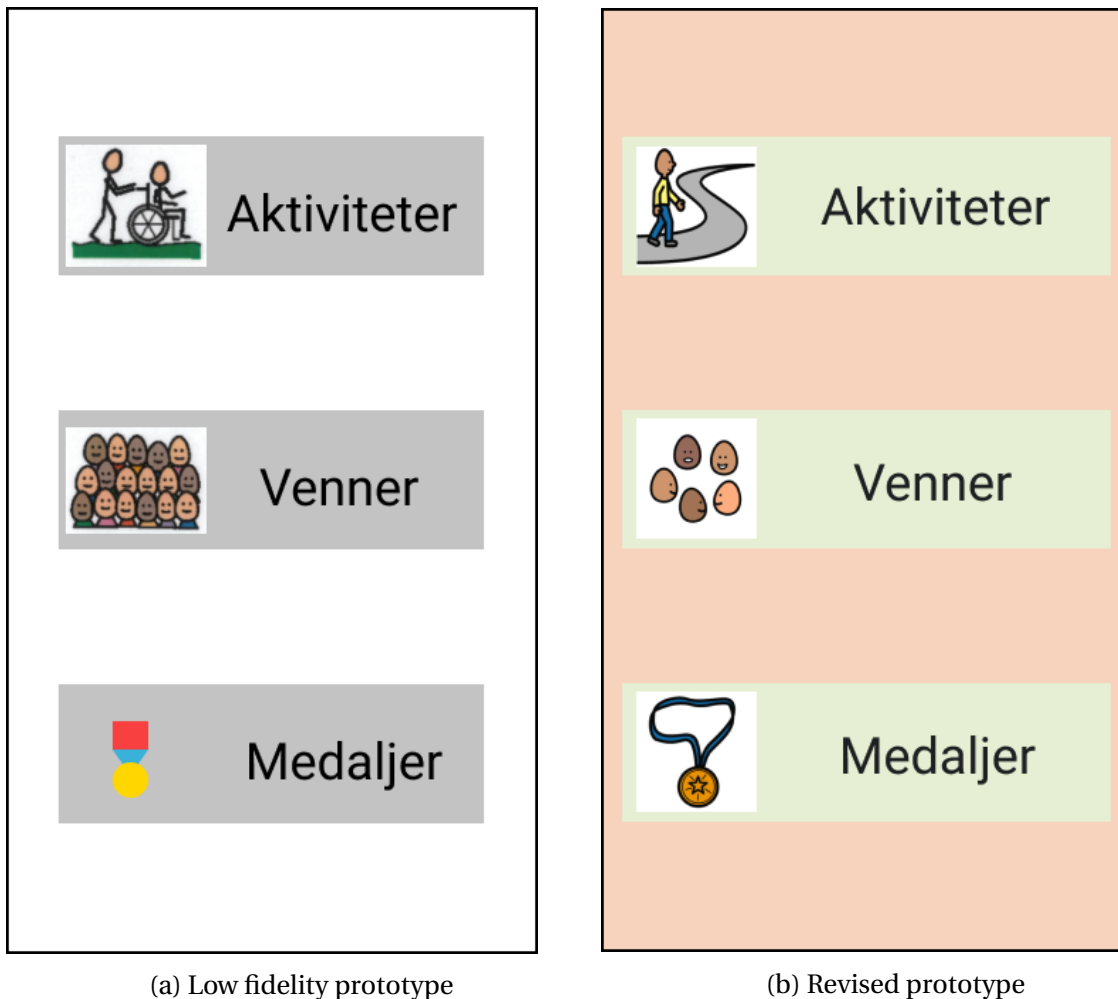 Aktiviteter
Venner
Medaljer
(a) Low fidelity prototype
Aktiviteter
Venner
Medaljer
(b) Revised prototype